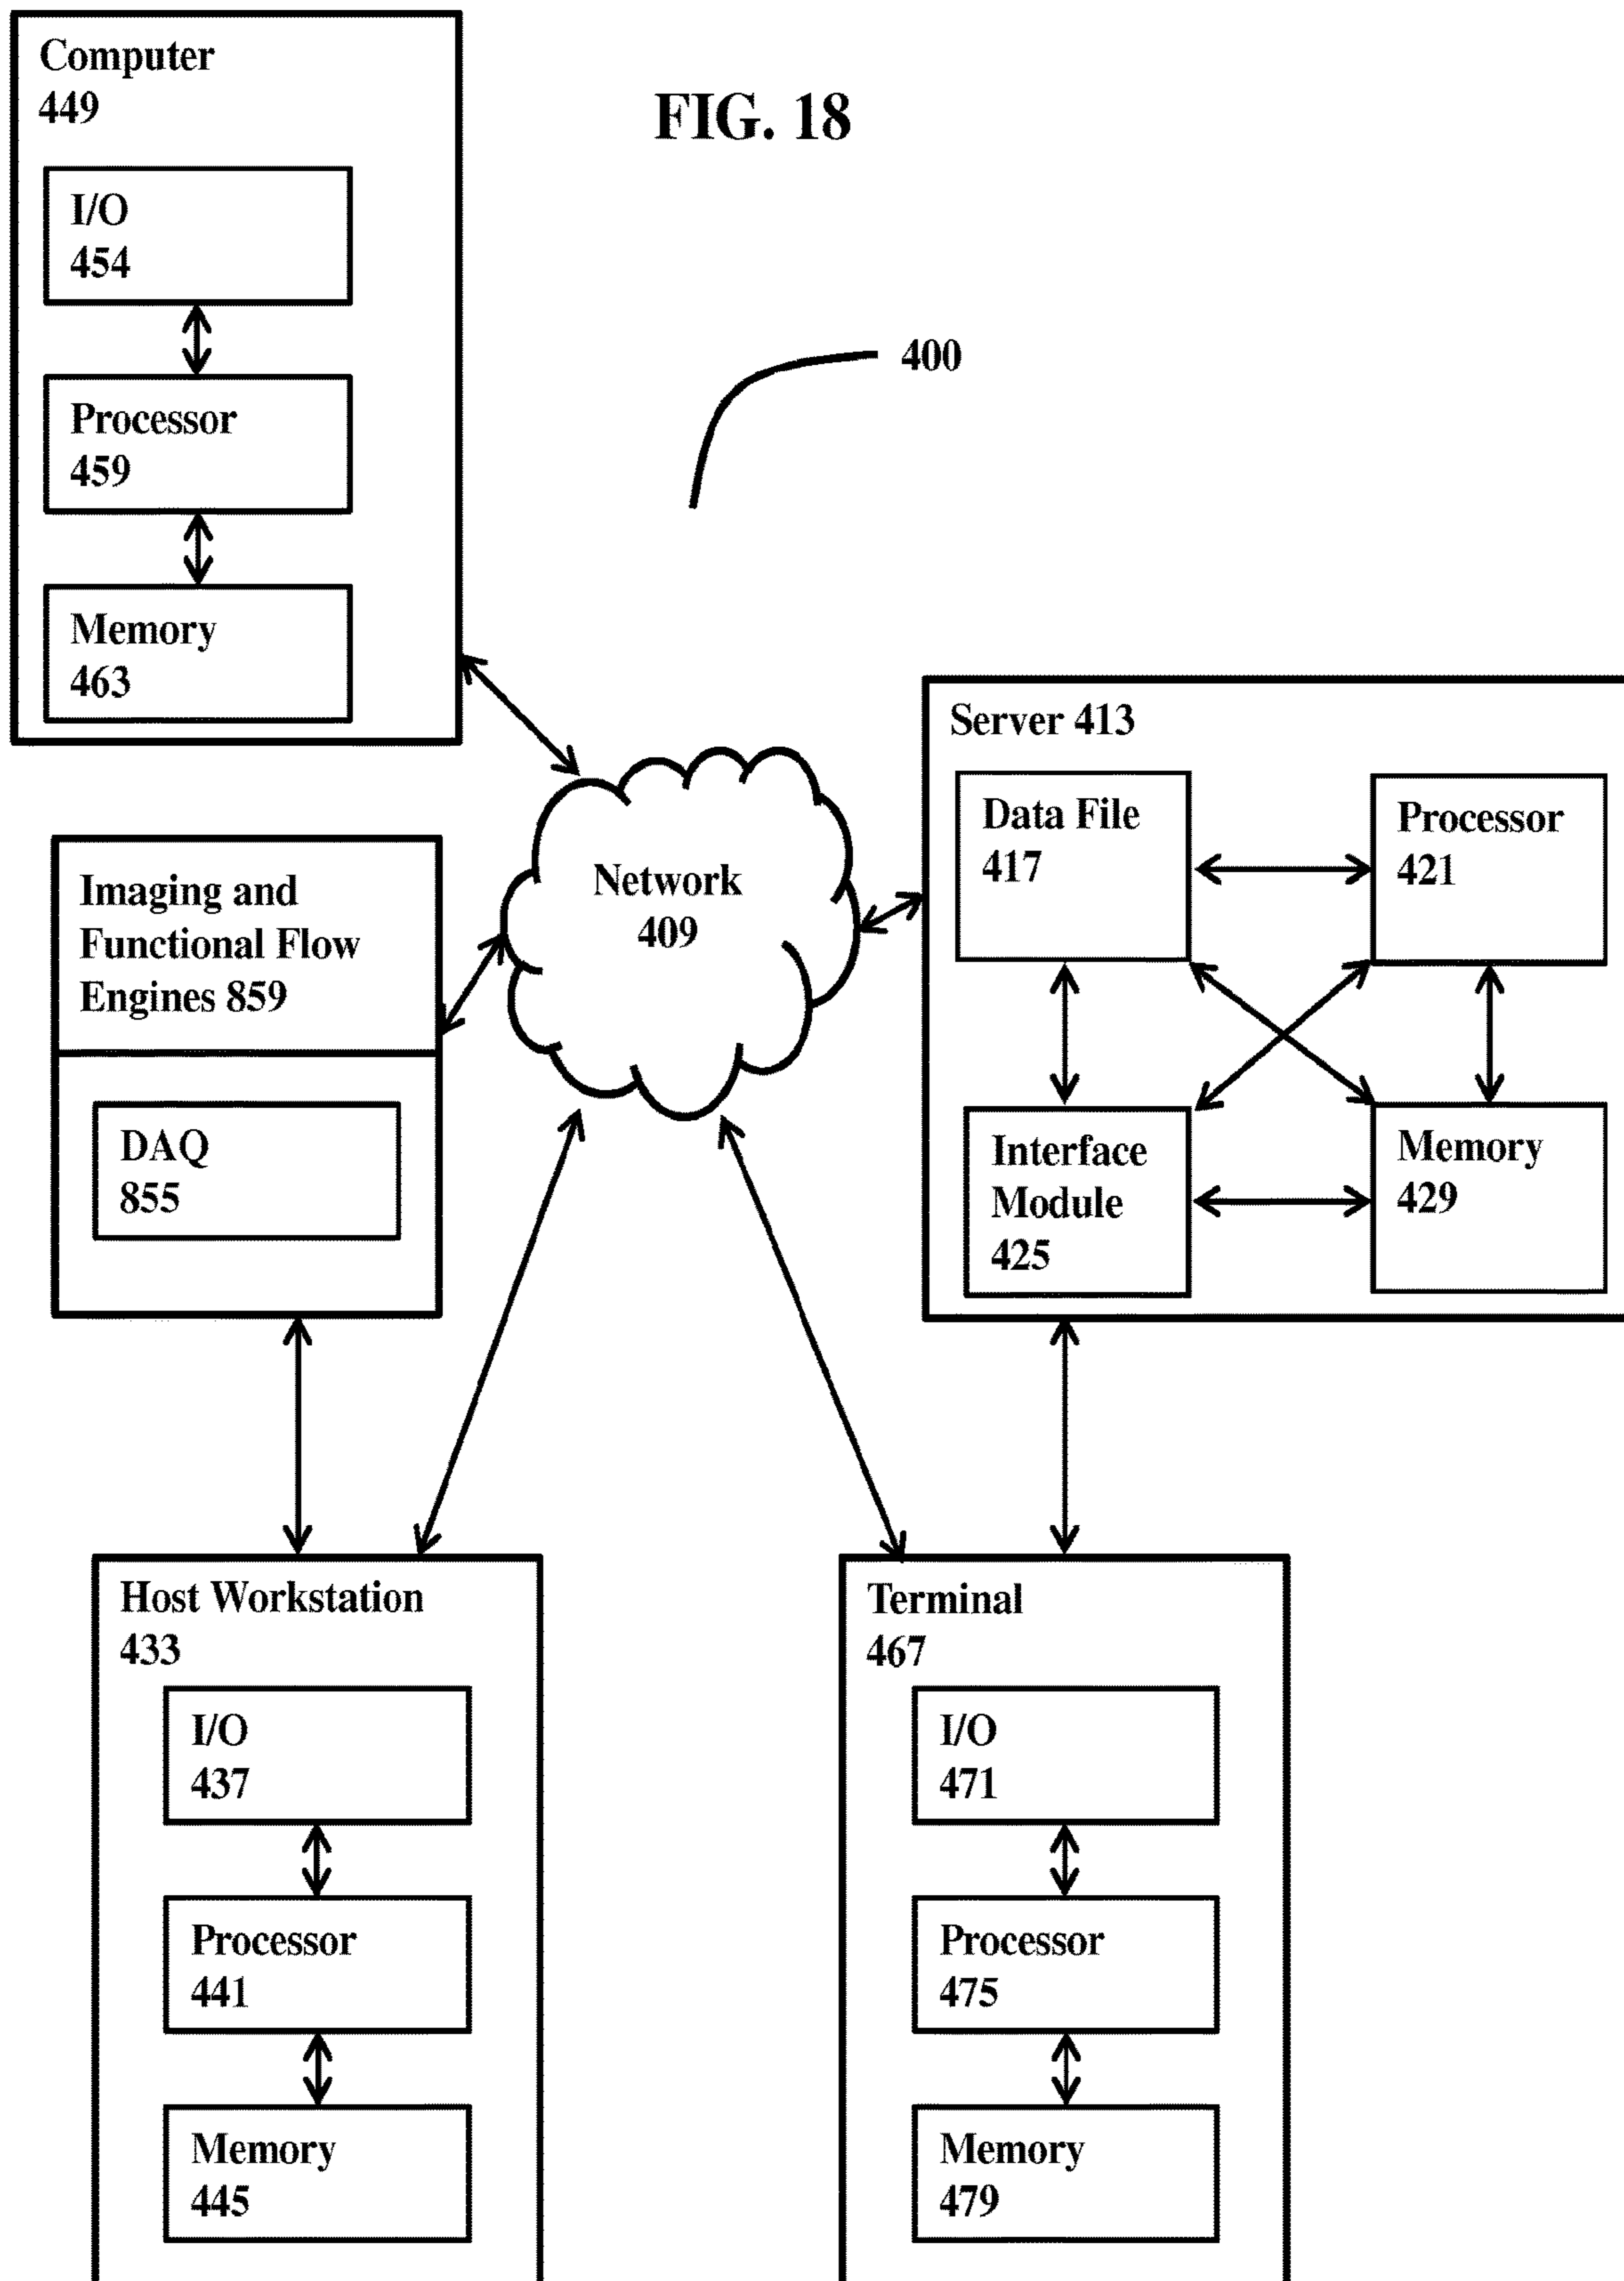 FIG. 18
Computer
449
I/O
454
Processor
459
Memory
463
400
Network
409
Server 413
Data File
417
Processor
421
Interface
Module
425
Memory
429
Imaging and
Functional Flow
Engines 859
DAQ
855
Host Workstation
433
I/O
437
Processor
441
Memory
445
Terminal
467
I/O
471
Processor
475
Memory
479